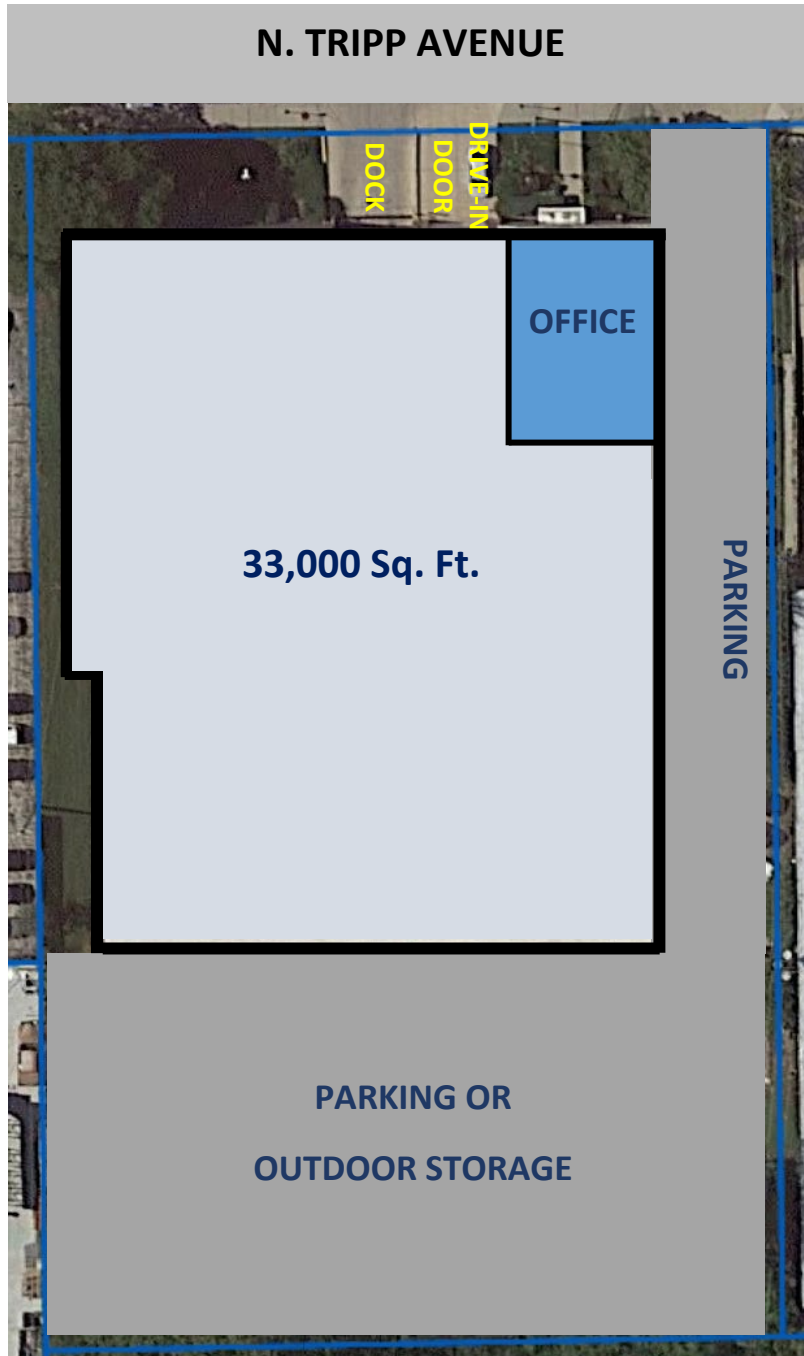 N. TRIPP AVENUE
DOCK
DRIVE-IN
DOOR
OFFICE
33,000 Sq. Ft.
PARKING
PARKING OR
OUTDOOR STORAGE